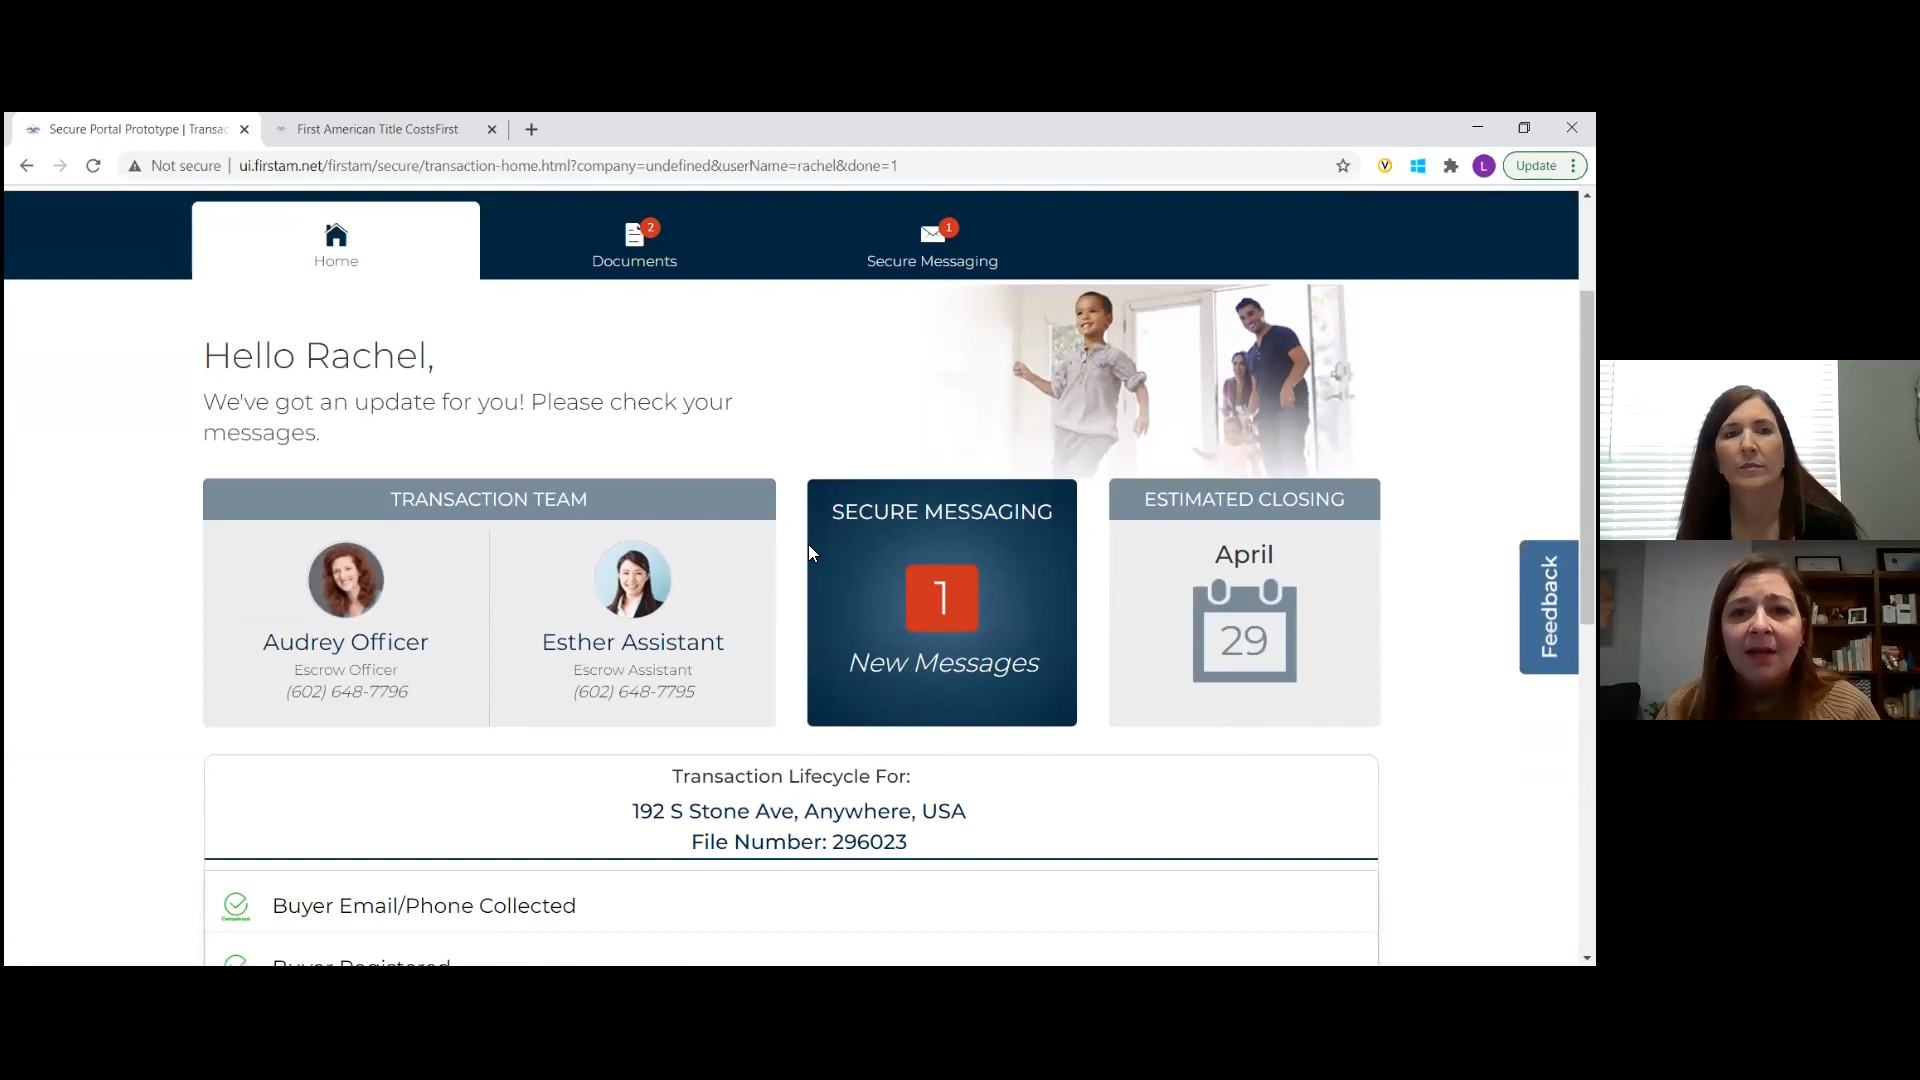 Secure Portal Prototype | Transac
First American Title CostsFirst
Not secure
ui.firstam.net/firstam/secure/transaction-home.html?company=undefined&userName=rachel&done=1
V
L
Update
Home
2
Documents
1
Secure Messaging
Hello Rachel,
We've got an update for you! Please check your
messages.
TRANSACTION TEAM
Audrey Officer
Escrow Officer
(602) 648-7796
Esther Assistant
Escrow Assistant
(602) 648-7795
SECURE MESSAGING
1
New Messages
ESTIMATED CLOSING
April
29
Feedback
Transaction Lifecycle For:
192 S Stone Ave, Anywhere, USA
File Number: 296023
Completed
Buyer Email/Phone Collected
Buyer Registered